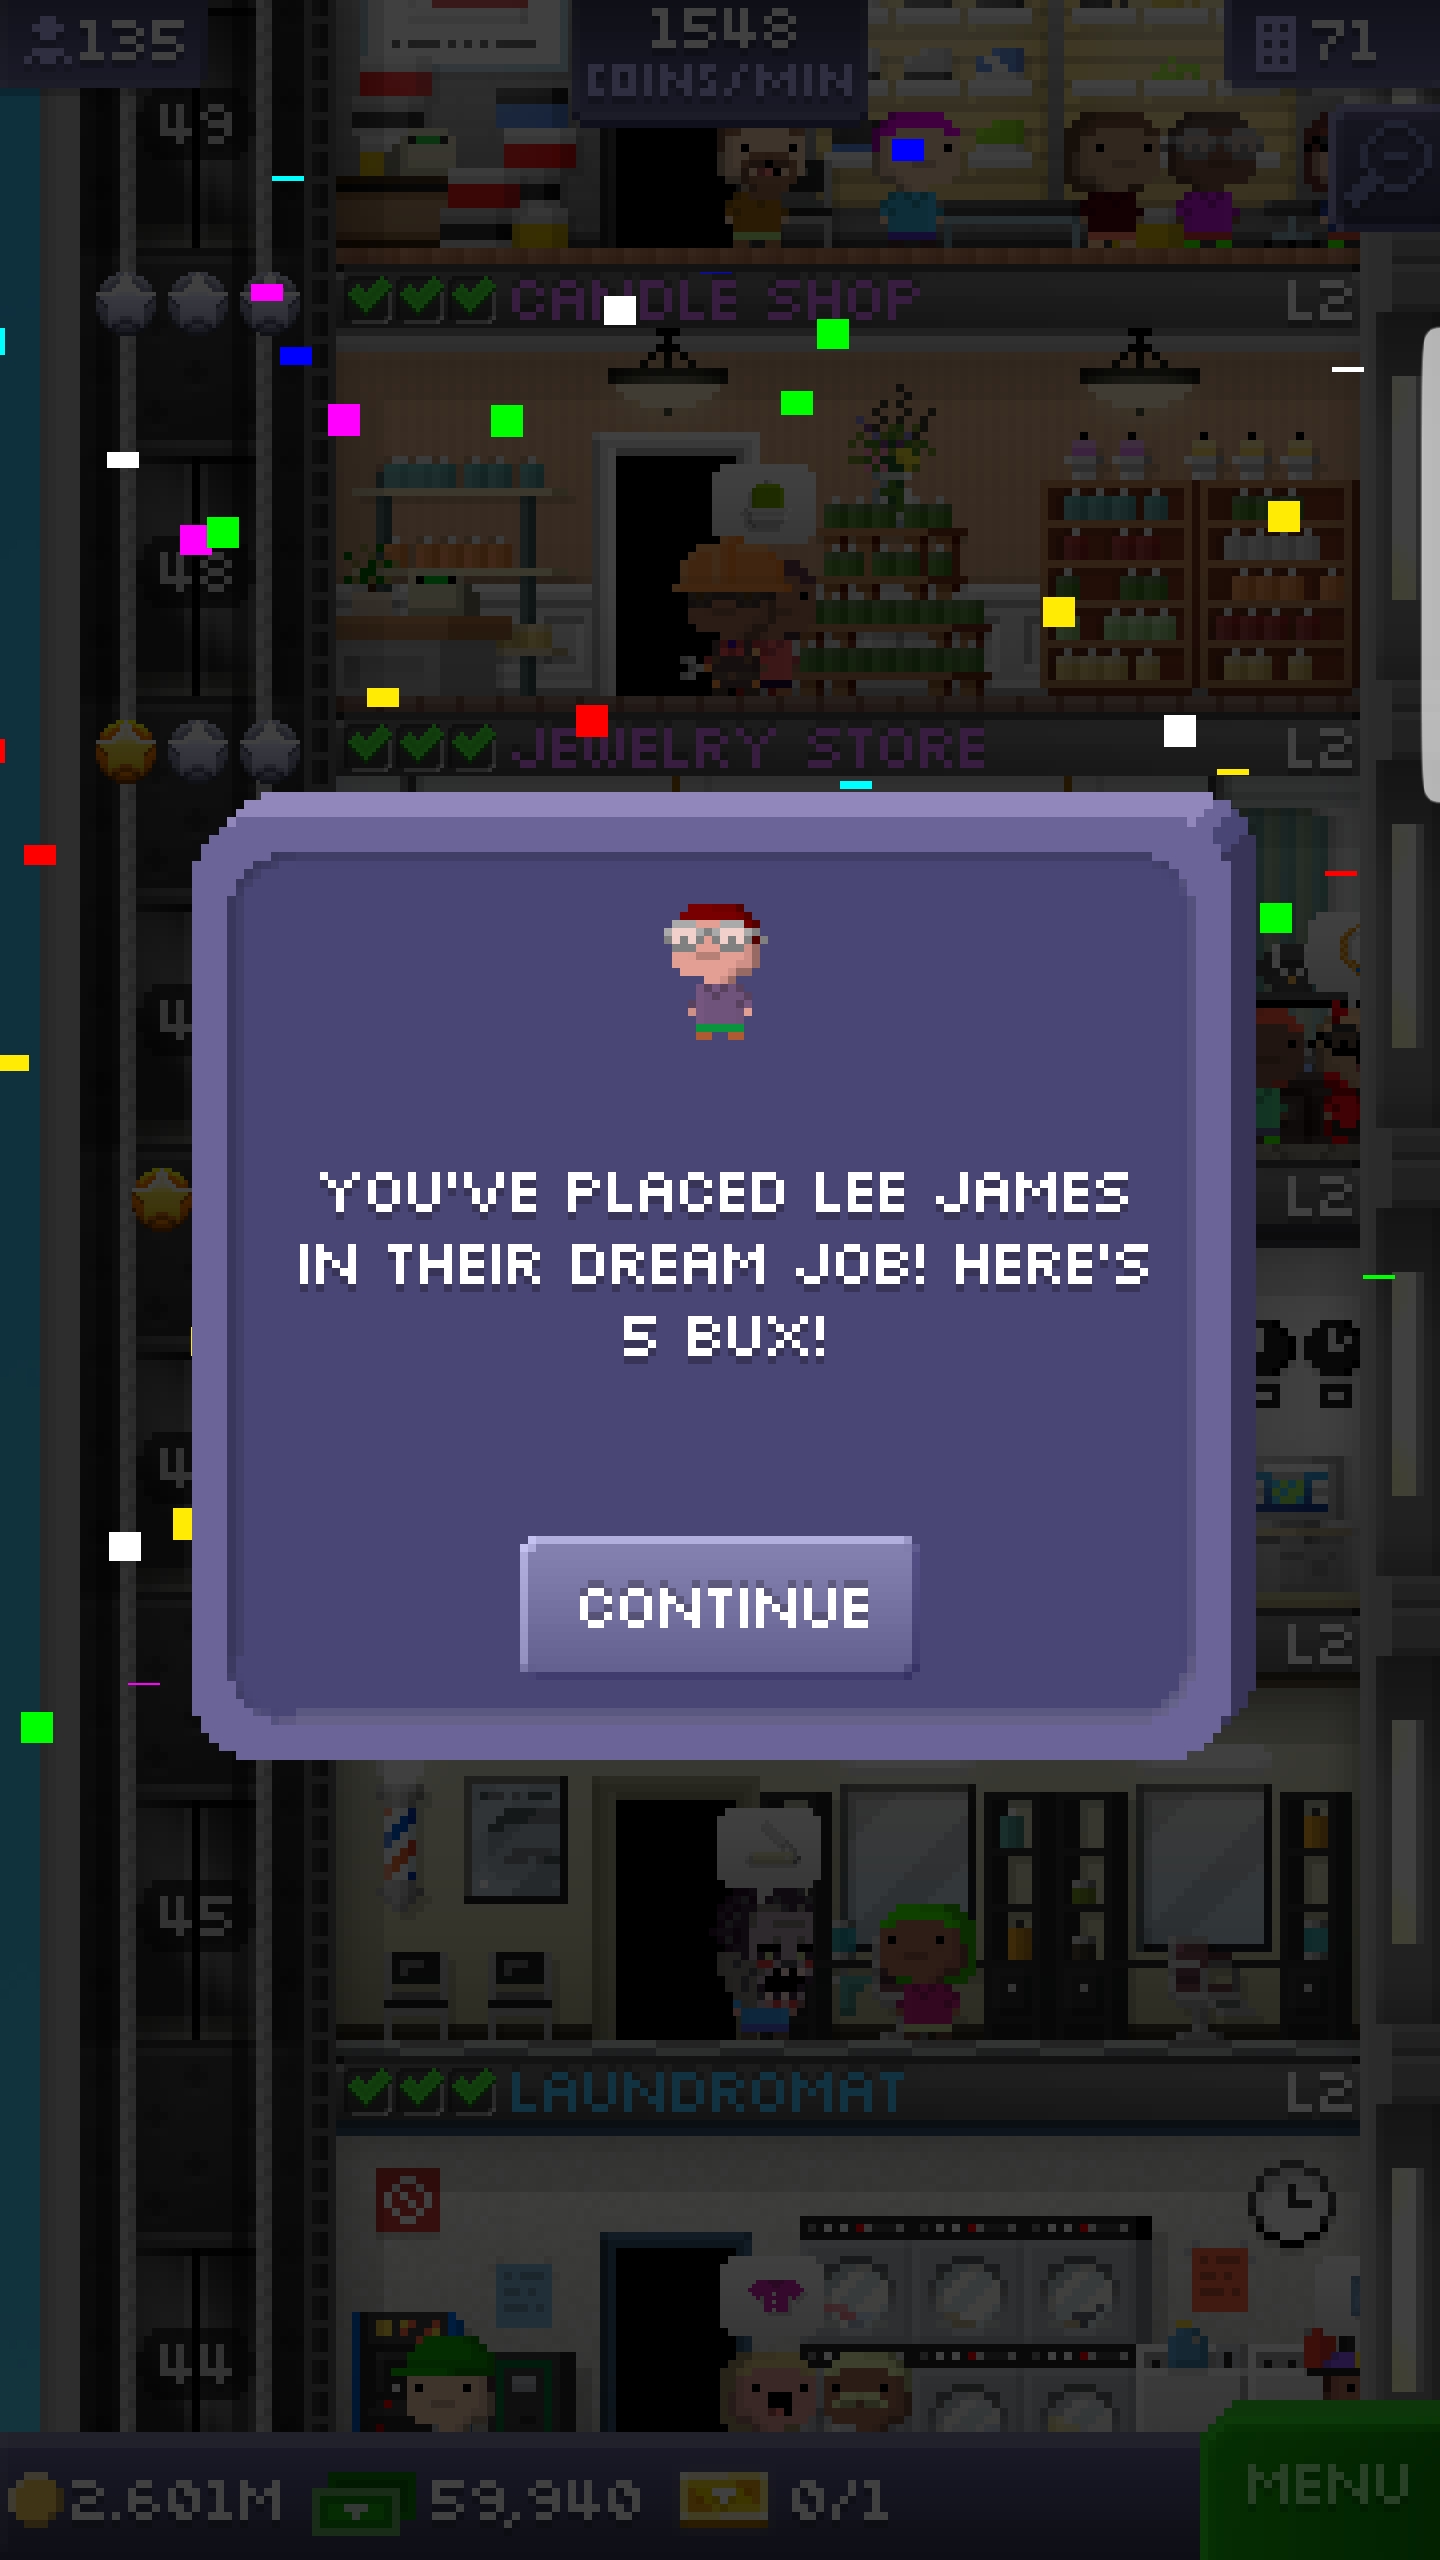 135
1548
COINS/MIN
71
49
CANDLE SHOP
L2
48
JEWELRY STORE
L2
YOU'VE PLACED LEE JAMES
IN THEIR DREAM JOB! HERE'S
5 BUX!
L2
L2
CONTINUE
45
LAUNDROMAT
L2
44
2.601M
59,940
0/1
MENU